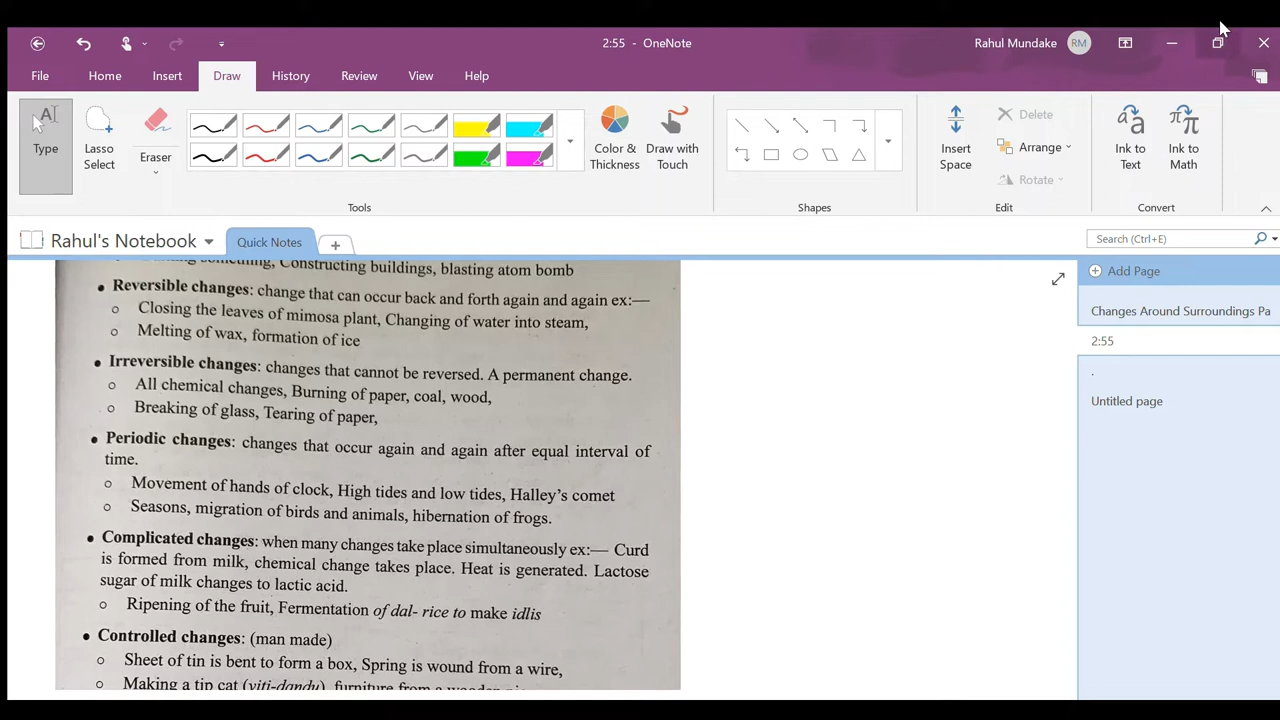 2:55 - OneNote
Rahul Mundake
RM
File
Home
Insert
Draw
History
Review
View
Help
Type
Lasso
Select
Eraser
Color &
Thickness
Draw with
Touch
Insert
Space
Delete
Arrange
Rotate
Ink to
Text
Ink to
Math
Tools
Shapes
Edit
Convert
Rahul's Notebook
Quick Notes
Search (Ctrl+E)
something, Constructing buildings, blasting atom bomb
• Reversible changes: change that can occur back and forth again and again ex:—
o Closing the leaves of mimosa plant, Changing of water into steam,
o Melting of wax, formation of ice
• Irreversible changes: changes that cannot be reversed. A permanent change.
o All chemical changes, Burning of paper, coal, wood,
o Breaking of glass, Tearing of paper,
• Periodic changes: changes that occur again and again after equal interval of
time.
o Movement of hands of clock, High tides and low tides, Halley's comet
o Seasons, migration of birds and animals, hibernation of frogs.
• Complicated changes: when many changes take place simultaneously ex:— Curd
is formed from milk, chemical change takes place. Heat is generated. Lactose
sugar of milk changes to lactic acid.
o Ripening of the fruit, Fermentation of dal- rice to make idlis
• Controlled changes: (man made)
o Sheet of tin is bent to form a box, Spring is wound from a wire,
o Making a tip cat (viti-dandu), furniture from a wooden
Add Page
Changes Around Surroundings Pa
2:55
.
Untitled page